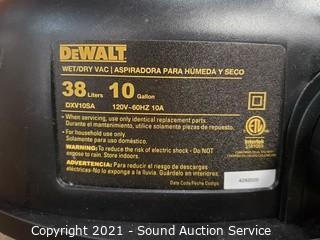 DEWALT
WET/DRY VAC | ASPIRADORA PARA HÚMEDA Y SECO
38 Liters 10 Gallon
DXV10SA 120V~60HZ 10A
• When servicing, use only identical replacement parts.
Durante el mantenimiento, utilice solamente piezas de repuesto.
• For household use only.
Solamente para uso doméstico.
WARNING: To reduce the risk of electric shock - Do not
expose to rain - store indoors.
ADVERTENCIA: Para reducir el riesgo de descargas
eléctricas-No lo exponga a la lluvia. Guárdelo en interiores.
Date Code/Fecha Código
ETL
Intertek
Copyright 2021 - Sound Auction Service